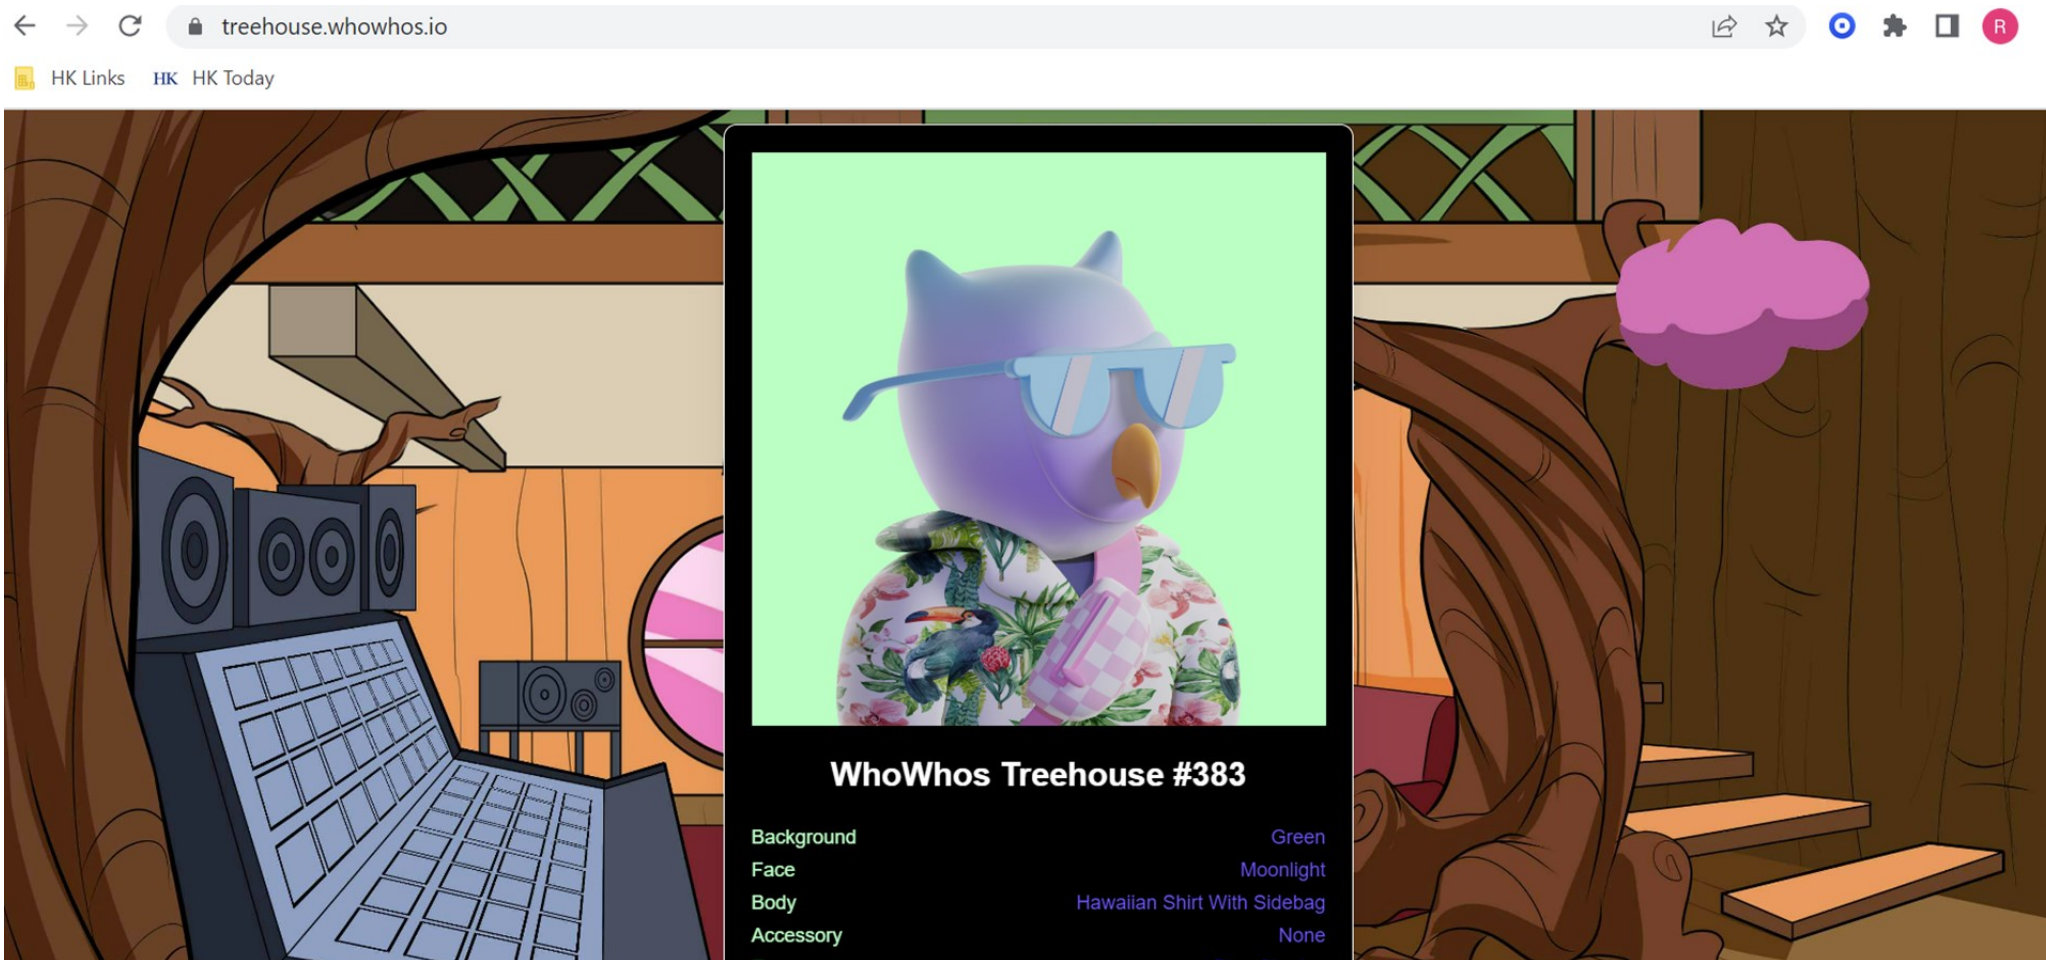 treehouse.whowhos.io
R
HK Links HK HK Today
WhoWhos Treehouse #383
Background Green
Face Moonlight
Body Hawaiian Shirt With Sidebag
Accessory None